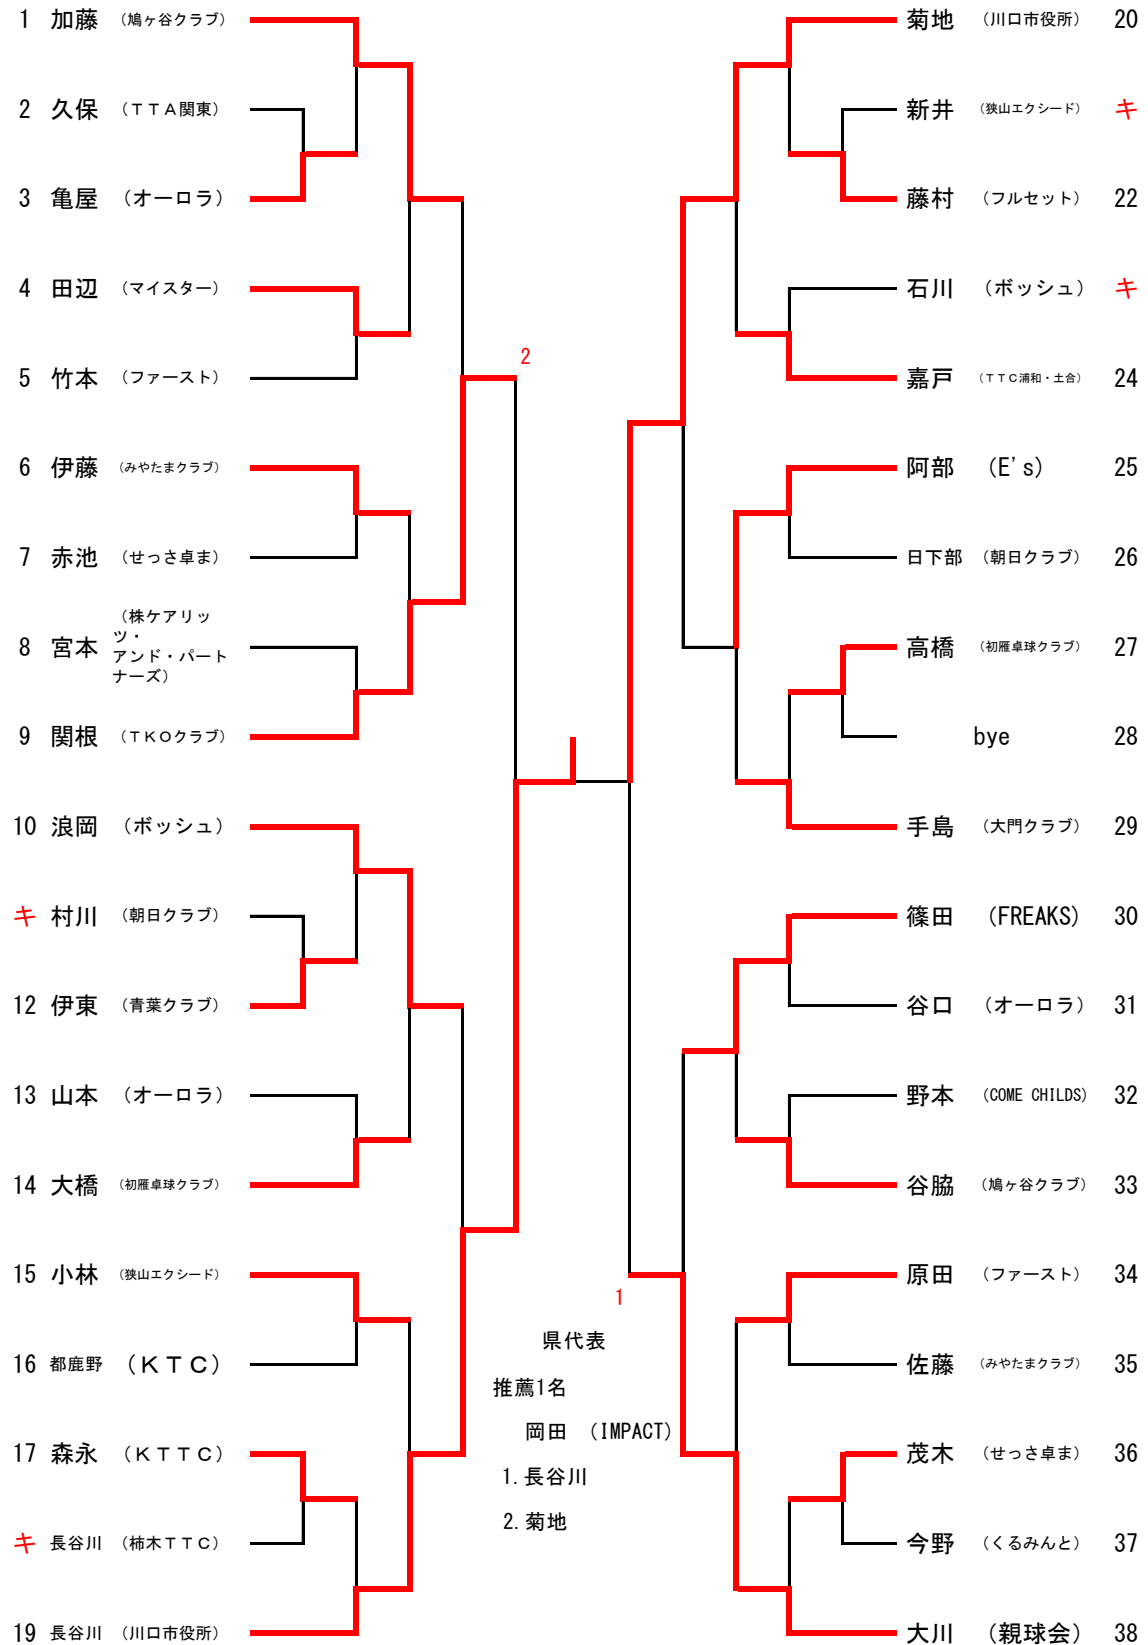 1 加藤 （鳩ヶ谷クラブ）
2 久保 （ＴＴＡ関東）
3 亀屋 （オーロラ）
4 田辺 （マイスター）
5 竹本 （ファースト）
6 伊藤 （みやたまクラブ）
7 赤池 （せっさ卓ま）
8 宮本 （株ケアリッ
ツ・
アンド・パート
ナーズ）
9 関根 （ＴＫＯクラブ）
10 浪岡 （ボッシュ）
キ 村川 （朝日クラブ）
12 伊東 （青葉クラブ）
13 山本 （オーロラ）
14 大橋 （初雁卓球クラブ）
15 小林 （狭山エクシード）
16 都鹿野 （ＫＴＣ）
17 森永 （ＫＴＴＣ）
キ 長谷川 （柿木ＴＴＣ）
19 長谷川 （川口市役所）
2
1
県代表
推薦1名
岡田 （IMPACT）
1. 長谷川
2. 菊地
菊地 （川口市役所） 20
新井 （狭山エクシード） キ
藤村 （フルセット） 22
石川 （ボッシュ） キ
嘉戸 （ＴＴＣ浦和・土合） 24
阿部 （E's） 25
日下部 （朝日クラブ） 26
高橋 （初雁卓球クラブ） 27
bye 28
手島 （大門クラブ） 29
篠田 （FREAKS） 30
谷口 （オーロラ） 31
野本 （COME CHILDS） 32
谷脇 （鳩ヶ谷クラブ） 33
原田 （ファースト） 34
佐藤 （みやたまクラブ） 35
茂木 （せっさ卓ま） 36
今野 （くるみんと） 37
大川 （親球会） 38